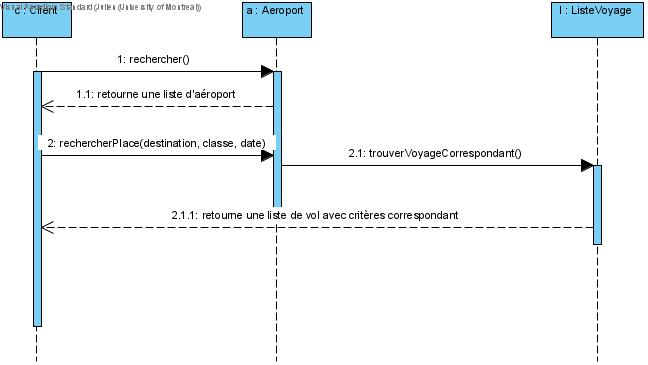 Visual Paradigm Standard (Julien (University of Montreal))
c : Client
a : Aeroport
l : ListeVoyage
1: rechercher()
1.1: retourne une liste d'aéroport
2: rechercherPlace(destination, classe, date)
2.1: trouverVoyageCorrespondant()
2.1.1: retourne une liste de vol avec critères correspondant